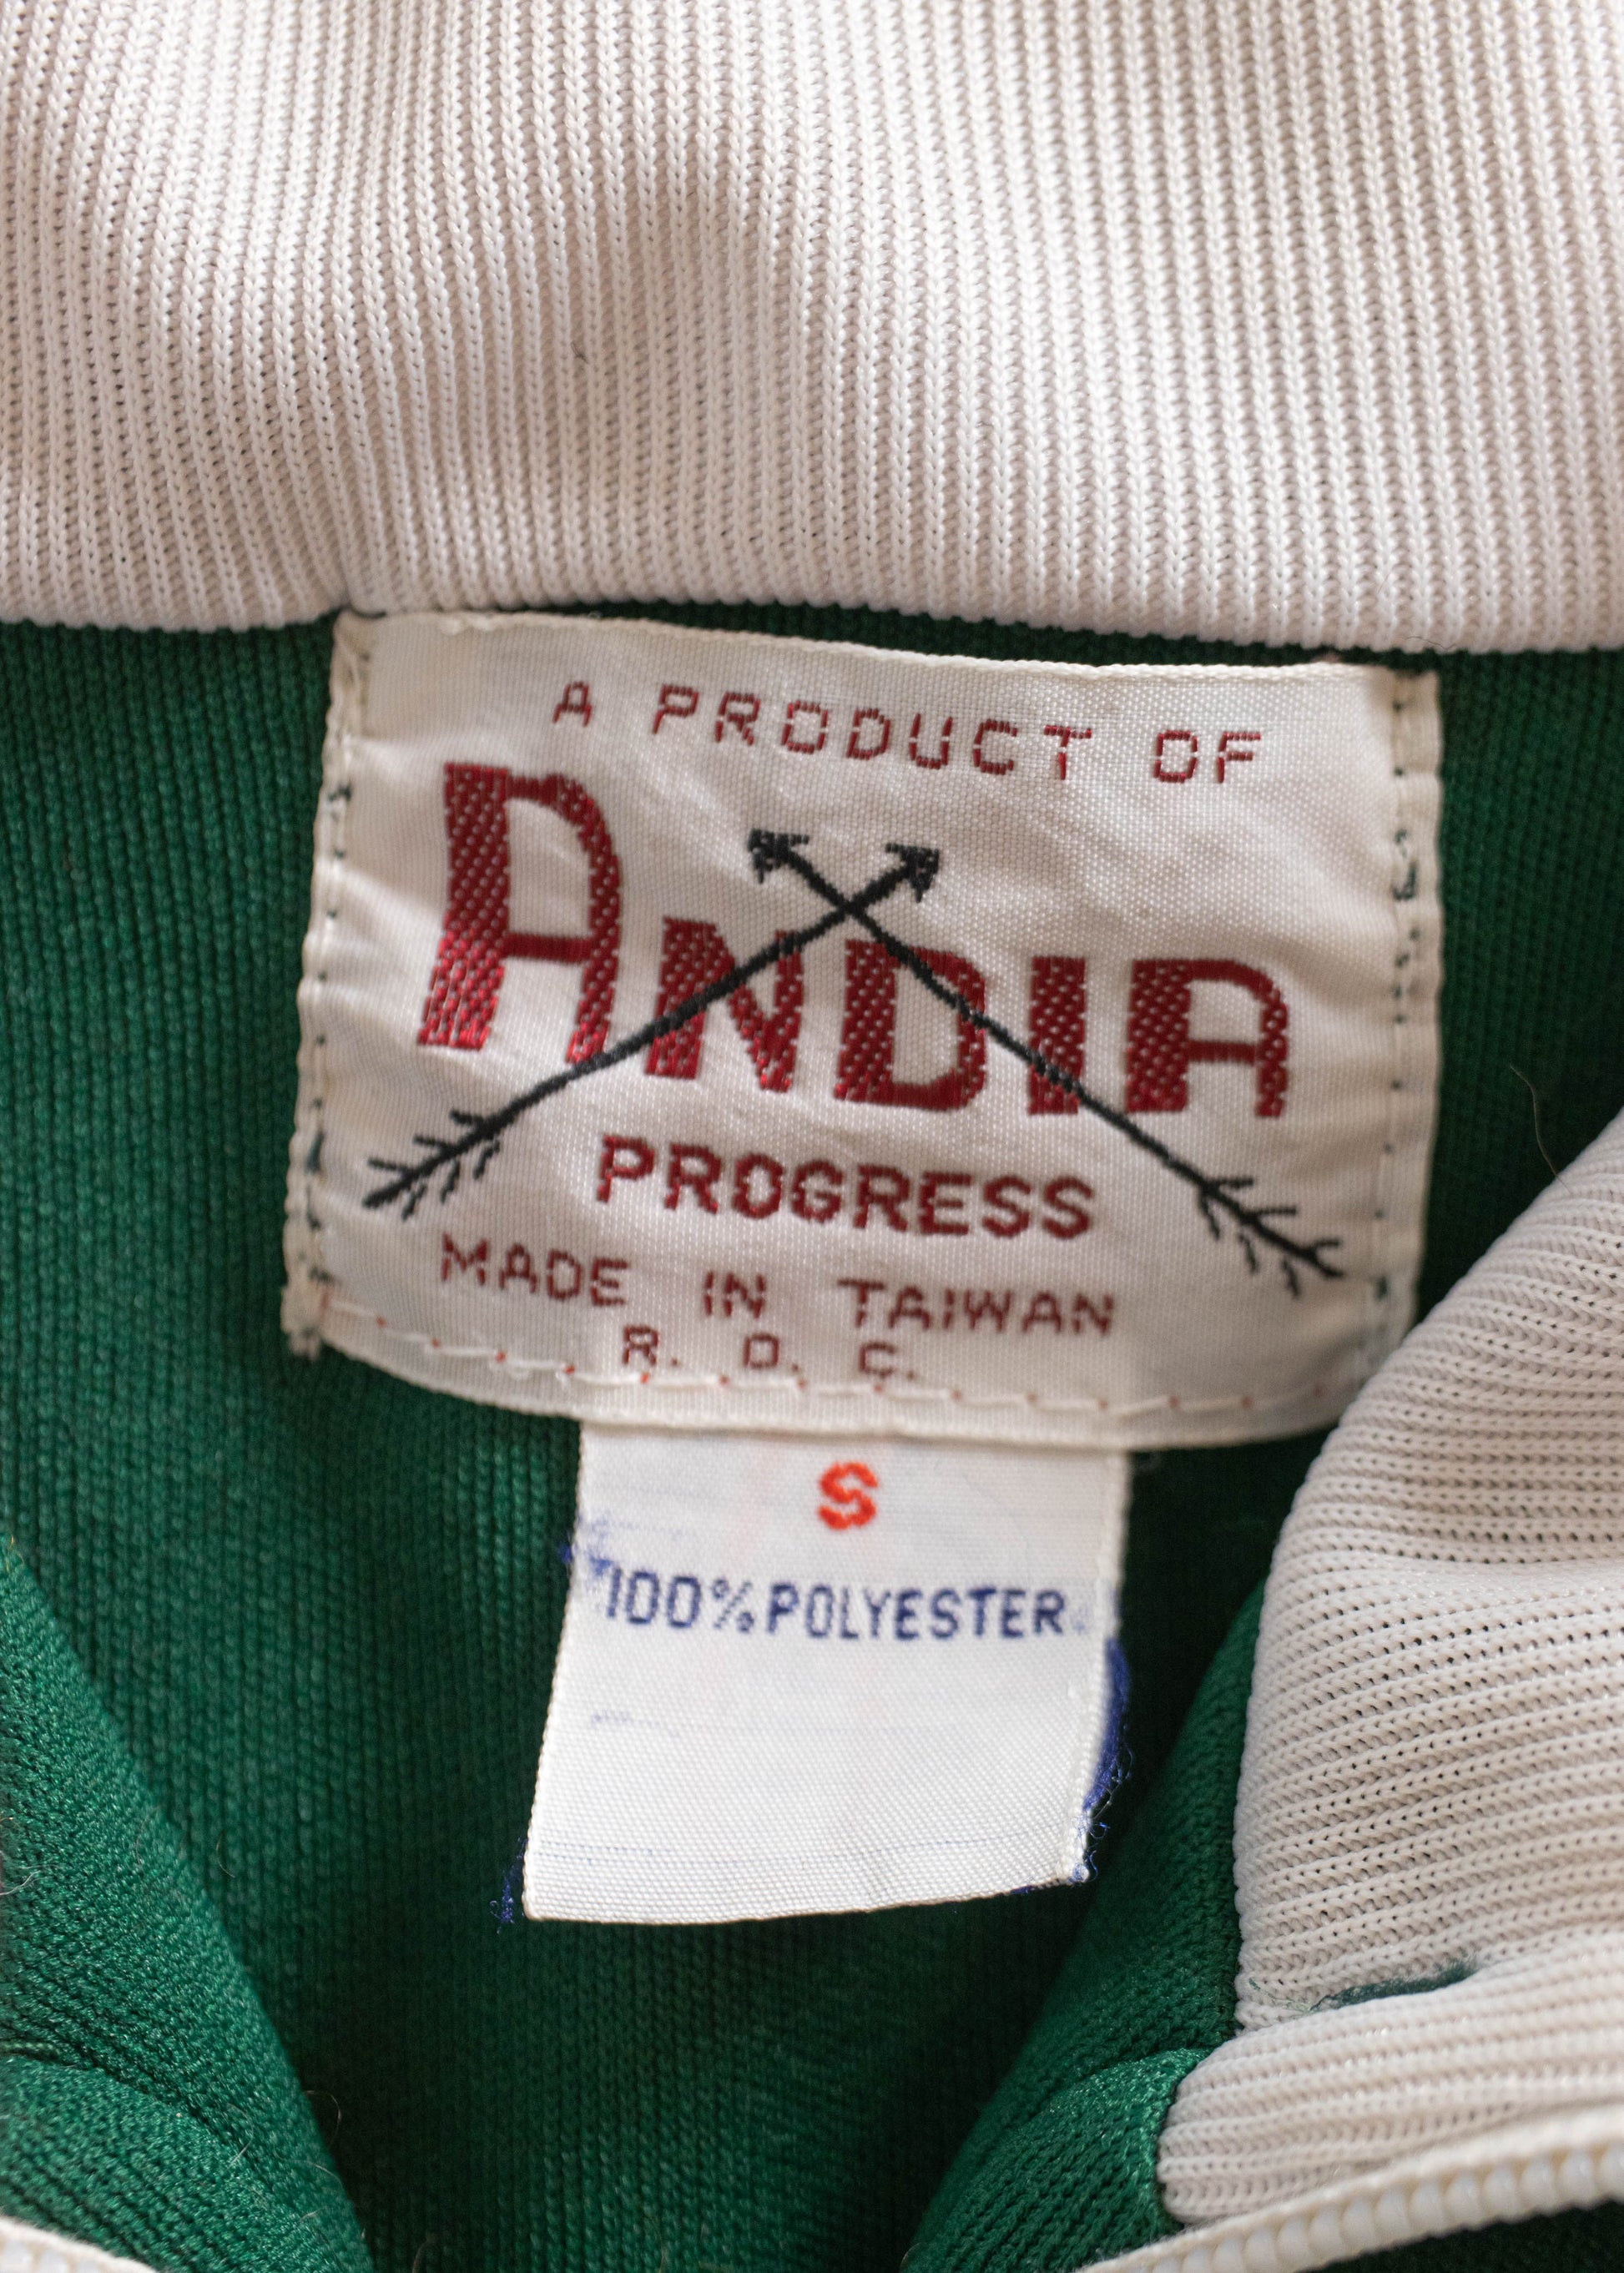 A PRODUCT OF
ANDIA
PROGRESS
MADE IN TAIWAN
R. O. C.
S
100% POLYESTER